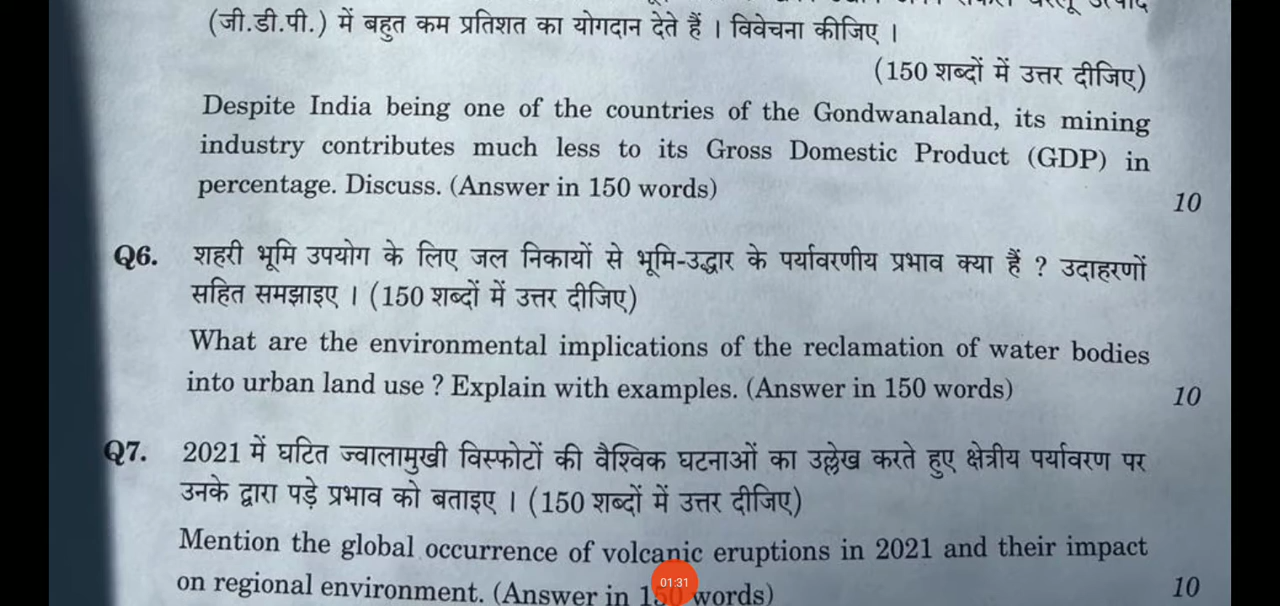 (जी.डी.पी.) में बहुत कम प्रतिशत का योगदान देते हैं । विवेचना कीजिए ।
(150 शब्दों में उत्तर दीजिए)
Despite India being one of the countries of the Gondwanaland, its mining
industry contributes much less to its Gross Domestic Product (GDP) in
percentage. Discuss. (Answer in 150 words) 10
Q6. शहरी भूमि उपयोग के लिए जल निकायों से भूमि-उद्धार के पर्यावरणीय प्रभाव क्या हैं ? उदाहरणों
सहित समझाइए । (150 शब्दों में उत्तर दीजिए)
What are the environmental implications of the reclamation of water bodies
into urban land use ? Explain with examples. (Answer in 150 words) 10
Q7. 2021 में घटित ज्वालामुखी विस्फोटों की वैश्विक घटनाओं का उल्लेख करते हुए क्षेत्रीय पर्यावरण पर
उनके द्वारा पड़े प्रभाव को बताइए । (150 शब्दों में उत्तर दीजिए)
Mention the global occurrence of volcanic eruptions in 2021 and their impact
on regional environment. (Answer in 150 words) 10
01:31